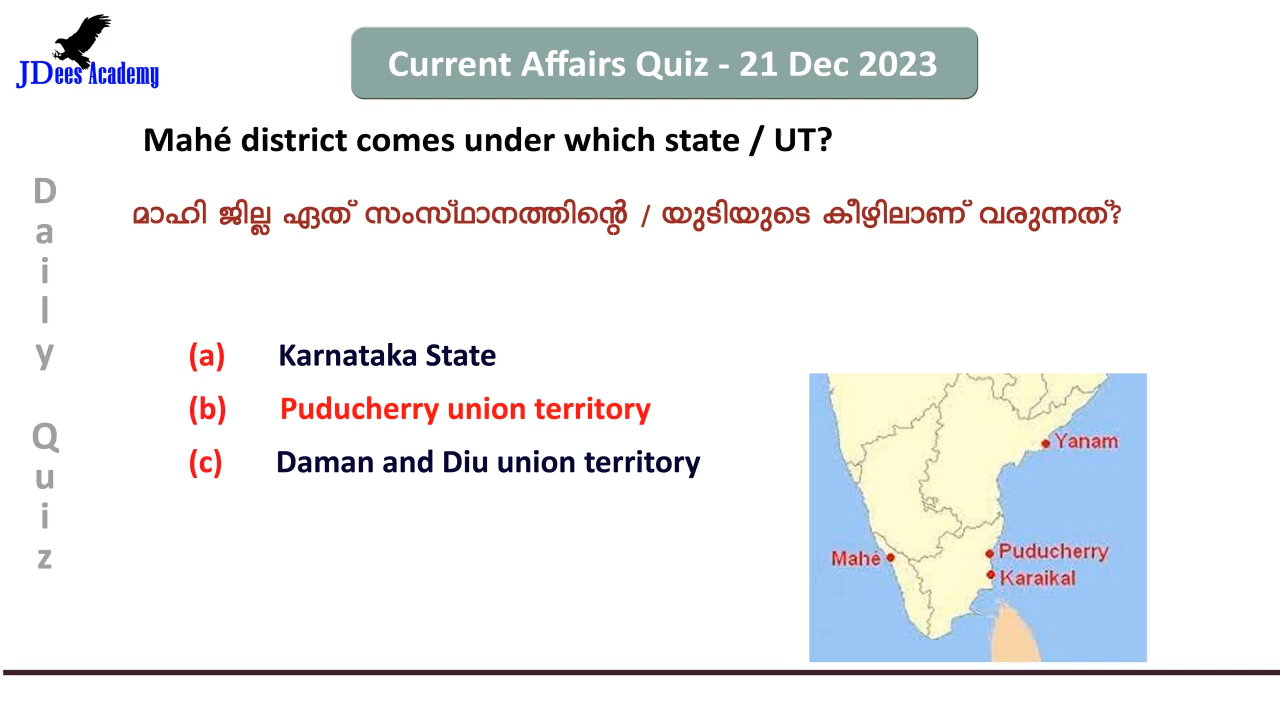 JDees Academy
Current Affairs Quiz - 21 Dec 2023
Mahé district comes under which state / UT?
മാഹി ജില്ല ഏത് സംസ്ഥാനത്തിന്റെ / യുടിയുടെ കീഴിലാണ് വരുന്നത്?
Daily Quiz
(a) Karnataka State
(b) Puducherry union territory
(c) Daman and Diu union territory
Yanam
Mahé
Puducherry
Karaikal